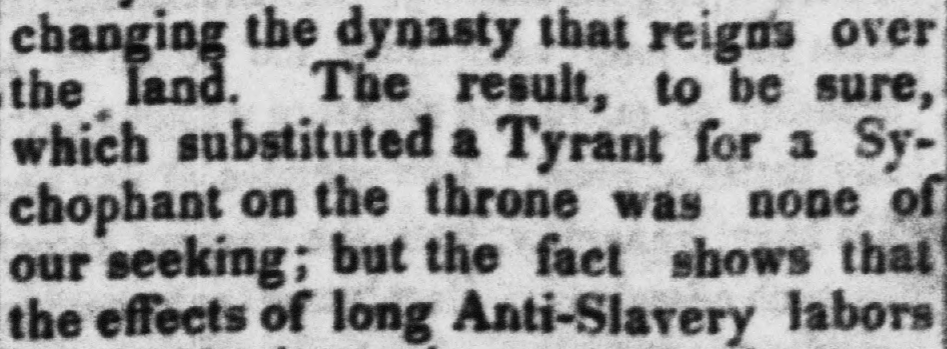 changing the dynasty that reigns over
the land. The result, to be sure,
which substituted a Tyrant for a Sy-
chophant on the throne was none of
our seeking; but the fact shows that
the effects of long Anti-Slavery labors